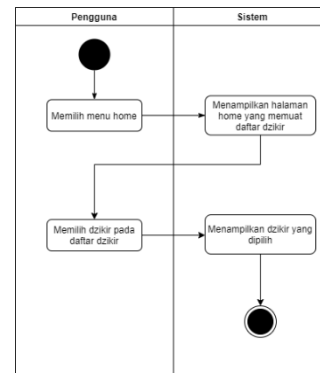 Pengguna
Sistem
Memilih menu home
Menampilkan halaman
home yang memuat
daftar dzikir
Memilih dzikir pada
daftar dzikir
Menampilkan dzikir yang
dipilih